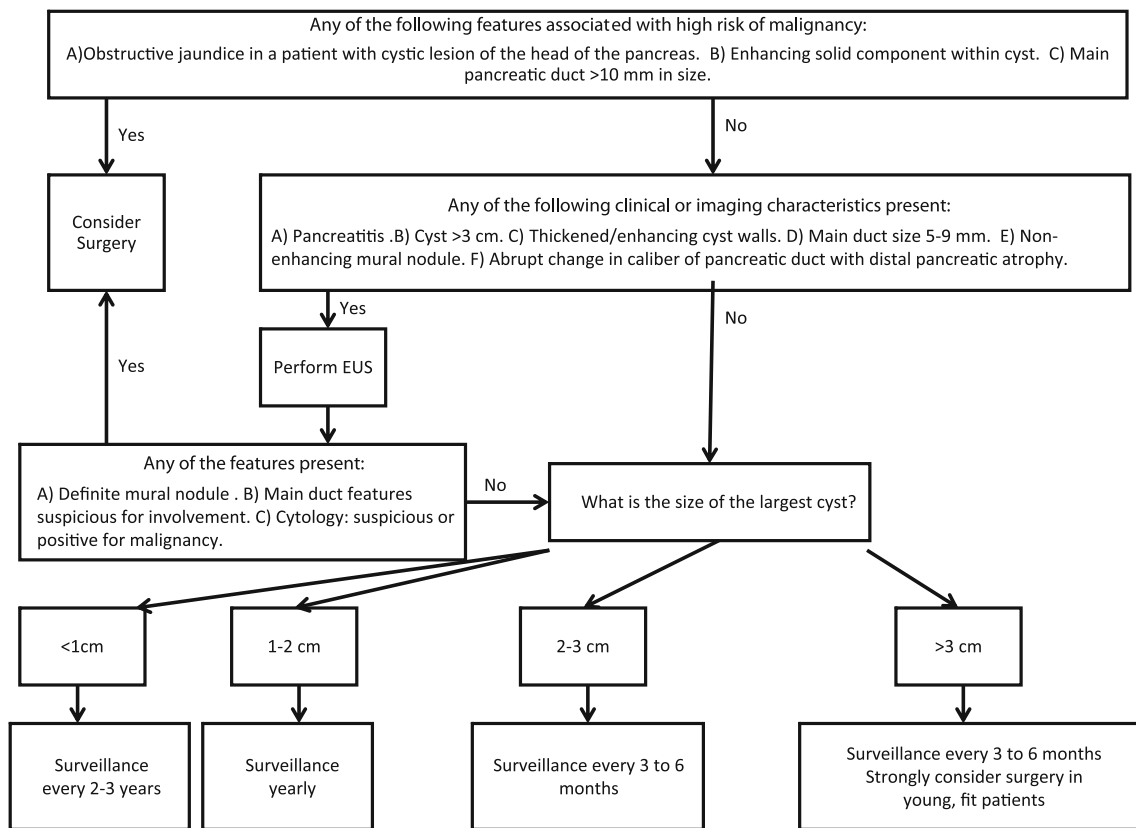 Any of the following features associated with high risk of malignancy:
A)Obstructive jaundice in a patient with cystic lesion of the head of the pancreas. B) Enhancing solid component within cyst. C) Main
pancreatic duct >10 mm in size.
Yes
No
Consider
Surgery
Any of the following clinical or imaging characteristics present:
A) Pancreatitis .B) Cyst >3 cm. C) Thickened/enhancing cyst walls. D) Main duct size 5-9 mm. E) Non-
enhancing mural nodule. F) Abrupt change in caliber of pancreatic duct with distal pancreatic atrophy.
Yes
No
Yes
Perform EUS
Any of the features present:
A) Definite mural nodule . B) Main duct features
suspicious for involvement. C) Cytology: suspicious or
positive for malignancy.
No
What is the size of the largest cyst?
<1cm
1-2 cm
2-3 cm
>3 cm
Surveillance
every 2-3 years
Surveillance
yearly
Surveillance every 3 to 6
months
Surveillance every 3 to 6 months
Strongly consider surgery in
young, fit patients